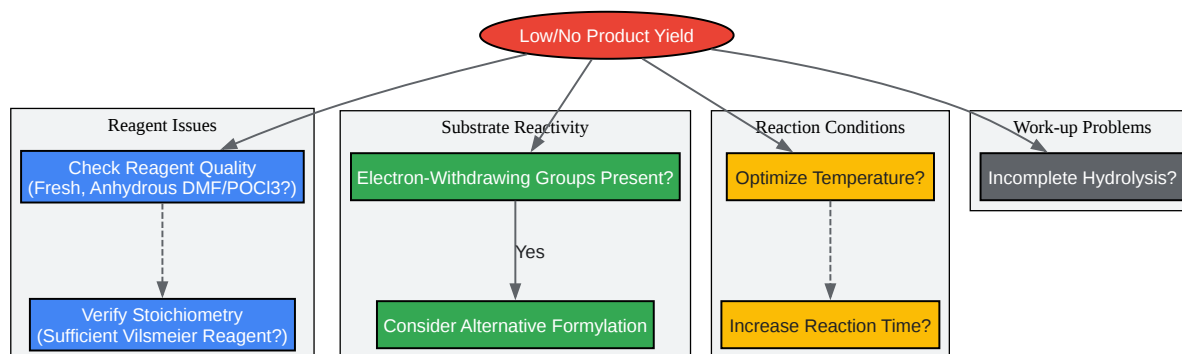 Low/No Product Yield
Reagent Issues
Check Reagent Quality
(Fresh, Anhydrous DMF/POCl3?)
Verify Stoichiometry
(Sufficient Vilsmeier Reagent?)
Substrate Reactivity
Electron-Withdrawing Groups Present?
Yes
Consider Alternative Formylation
Reaction Conditions
Optimize Temperature?
Increase Reaction Time?
Work-up Problems
Incomplete Hydrolysis?